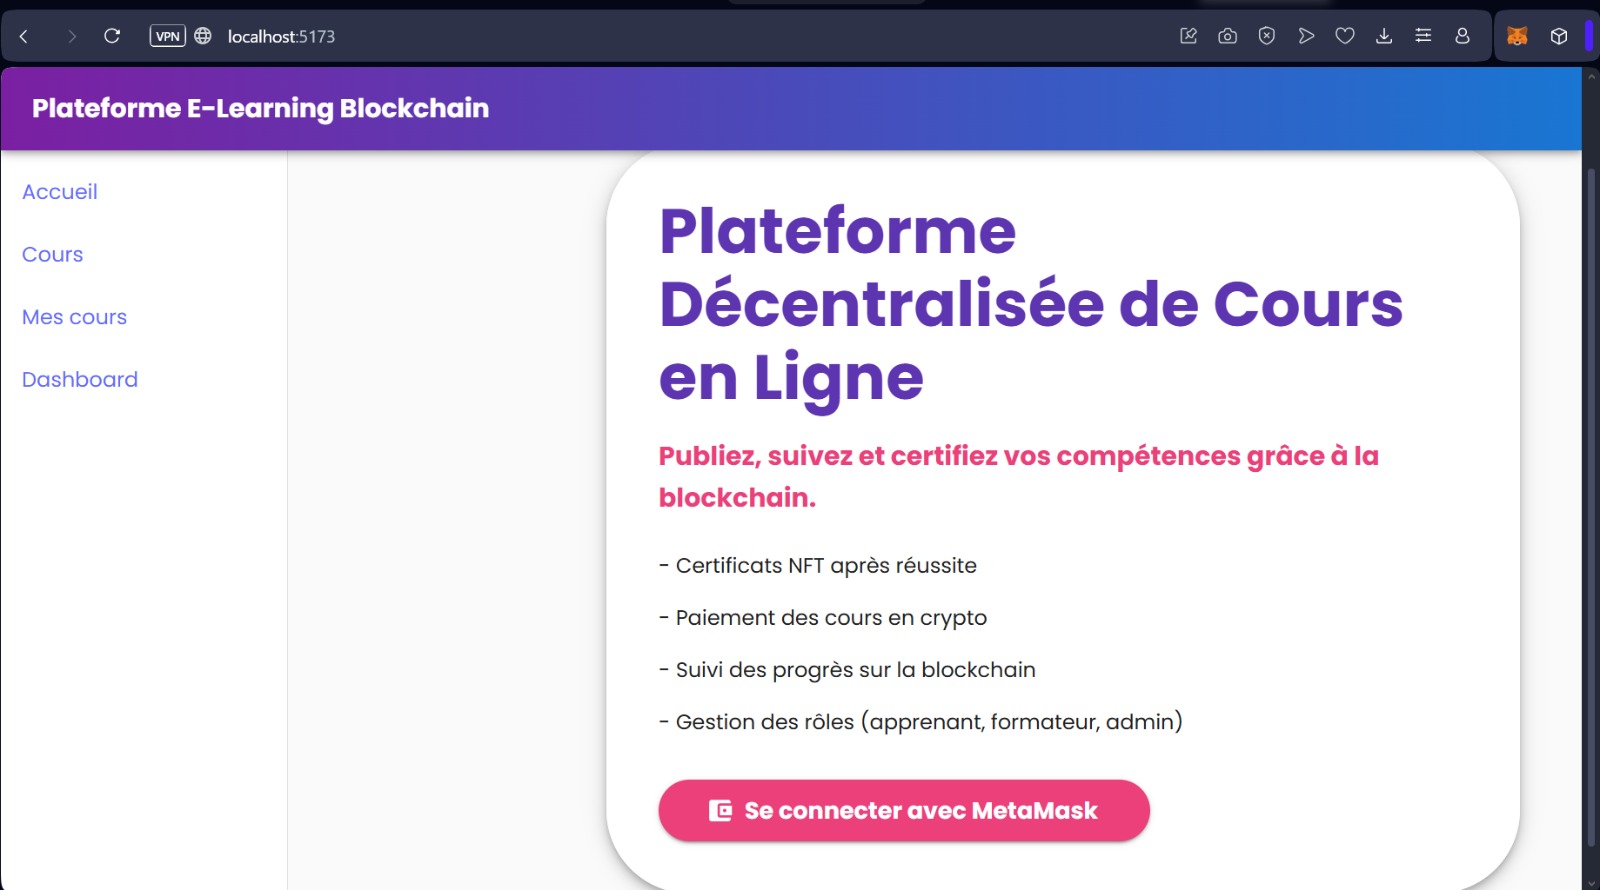 VPN localhost:5173
Plateforme E-Learning Blockchain
Accueil
Cours
Mes cours
Dashboard
Plateforme
Décentralisée de Cours
en Ligne
Publiez, suivez et certifiez vos compétences grâce à la
blockchain.
- Certificats NFT après réussite
- Paiement des cours en crypto
- Suivi des progrès sur la blockchain
- Gestion des rôles (apprenant, formateur, admin)
Se connecter avec MetaMask